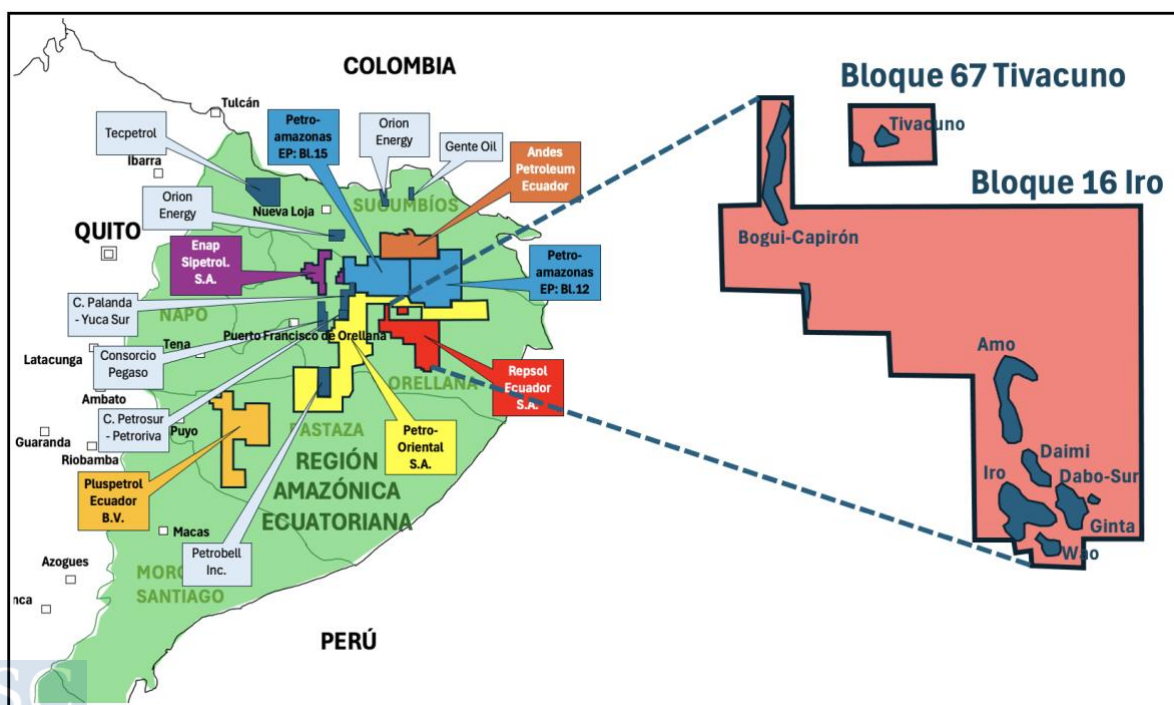 COLOMBIA
Tulcán
Tecpetrol
Ibarra
Petro-
amazonas
EP: Bl.15
Orion
Energy
Gente Oil
Andes
Petroleum
Ecuador
Orion
Energy
Nueva Loja
SUCUMBÍOS
QUITO
Enap
Sipetrol.
S.A.
Petro-
amazonas
EP: Bl.12
C. Palanda
- Yuca Sur
NAPO
Tena
Puerto Francisco de Orellana
Latacunga
Consorcio
Pegaso
Ambato
ORELLANA
Repsol
Ecuador
S.A.
C. Petrosur
- Petroriva
Puyo
Guaranda
Riobamba
PASTAZA
Petro-
Oriental
S.A.
REGIÓN
AMAZÓNICA
ECUATORIANA
Pluspetrol
Ecuador
B.V.
Macas
Petrobell
Inc.
Azogues
MORO
SANTIAGO
nca
PERÚ
SC
Bloque 67 Tivacuno
Tivacuno
Bloque 16 Iro
Bogui-Capirón
Amo
Daimi
Iro
Dabo-Sur
Ginta
Wao